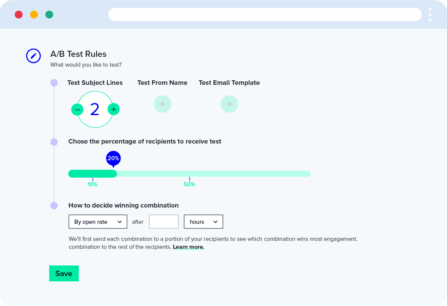 A/B Test Rules
What would you like to test?
Test Subject Lines Test From Name Test Email Template
− 2 + + +
Chose the percentage of recipients to receive test
20%
10% 50%
How to decide winning combination
By open rate after hours
We'll first send each combination to a portion of your recipients to see which combination wins most engagement.
combination to the rest of the recipients. Learn more.
Save